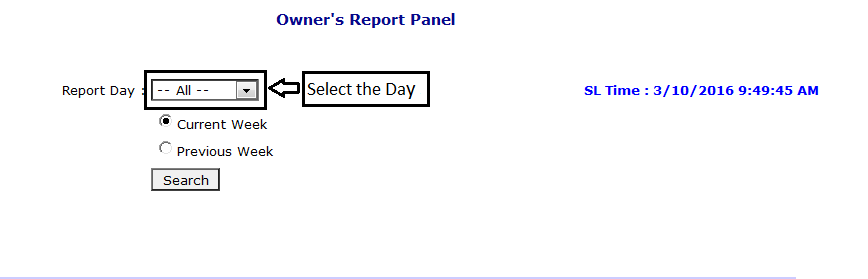 Owner's Report Panel
Report Day : -- All -- Select the Day SL Time : 3/10/2016 9:49:45 AM
Current Week
Previous Week
Search